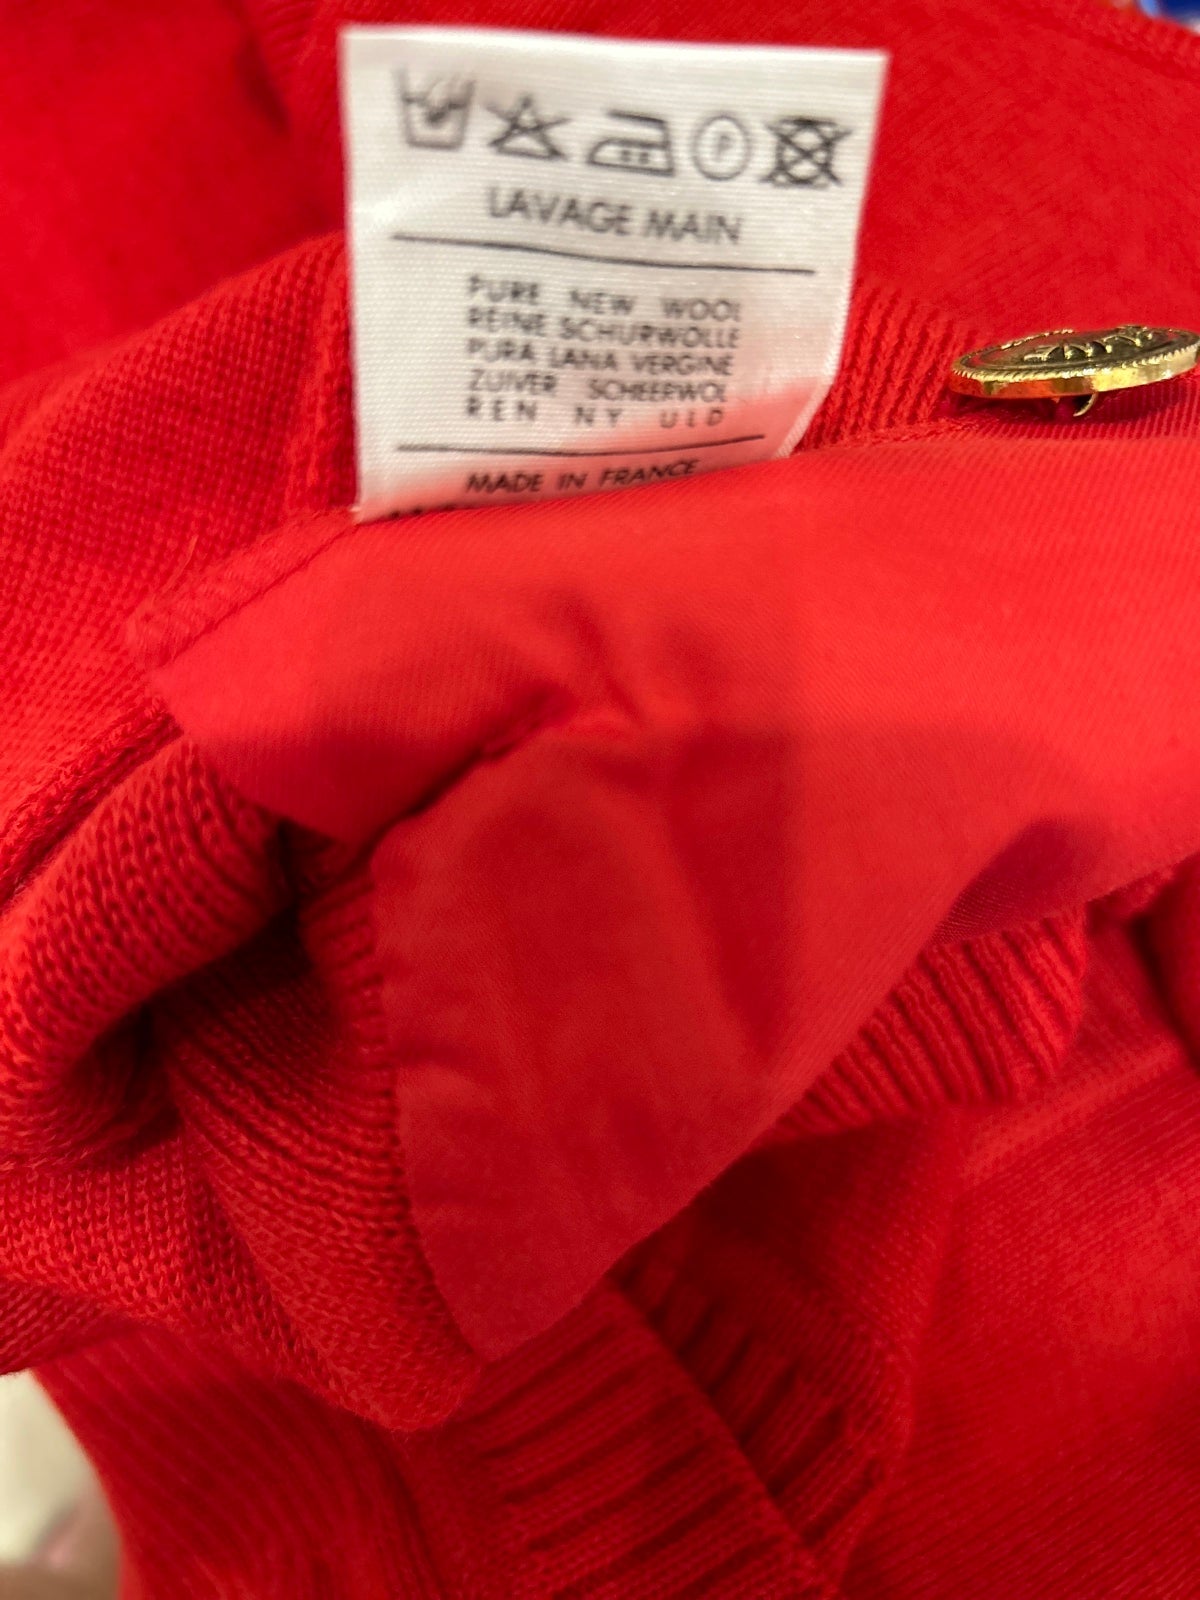 P
LAVAGE MAIN
PURE NEW WOOL
REINE SCHURWOLLE
PURA LANA VERGINE
ZUIVER SCHEERWOL
REN NY ULD
MADE IN FRANCE